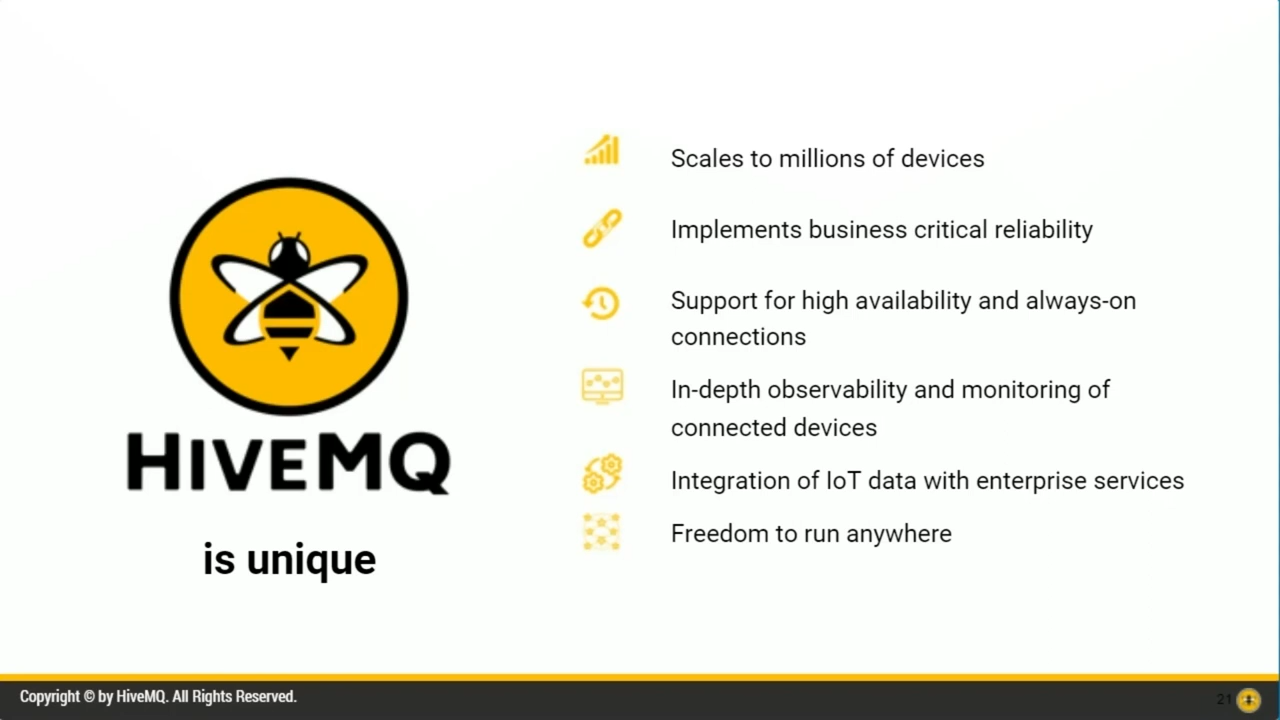 HIVEMQ
is unique
Scales to millions of devices
Implements business critical reliability
Support for high availability and always-on
connections
In-depth observability and monitoring of
connected devices
Integration of IoT data with enterprise services
Freedom to run anywhere
Copyright © by HiveMQ. All Rights Reserved.
21